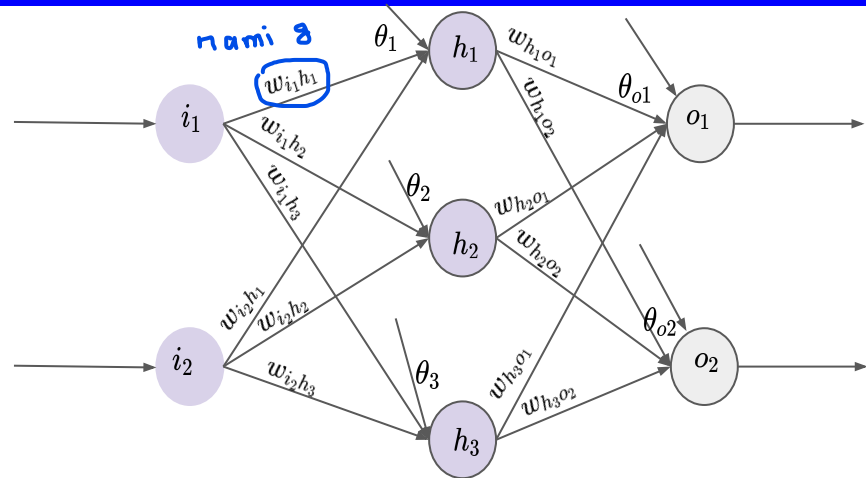 nami g
θ₁
h₁
w_{h₁o₁}
w_{i₁h₁}
w_{h₁o₂}
θ_{o1}
i₁
o₁
w_{i₁h₂}
w_{i₁h₃}
θ₂
w_{h₂o₁}
h₂
w_{h₂o₂}
w_{i₂h₁}
w_{i₂h₂}
θ_{o2}
i₂
o₂
w_{i₂h₃}
θ₃
w_{h₃o₁}
w_{h₃o₂}
h₃